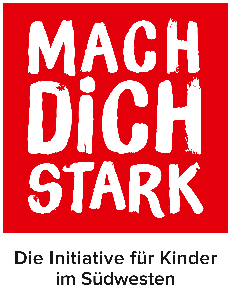 MACH
DiCH
STARK
Die Initiative für Kinder
im Südwesten